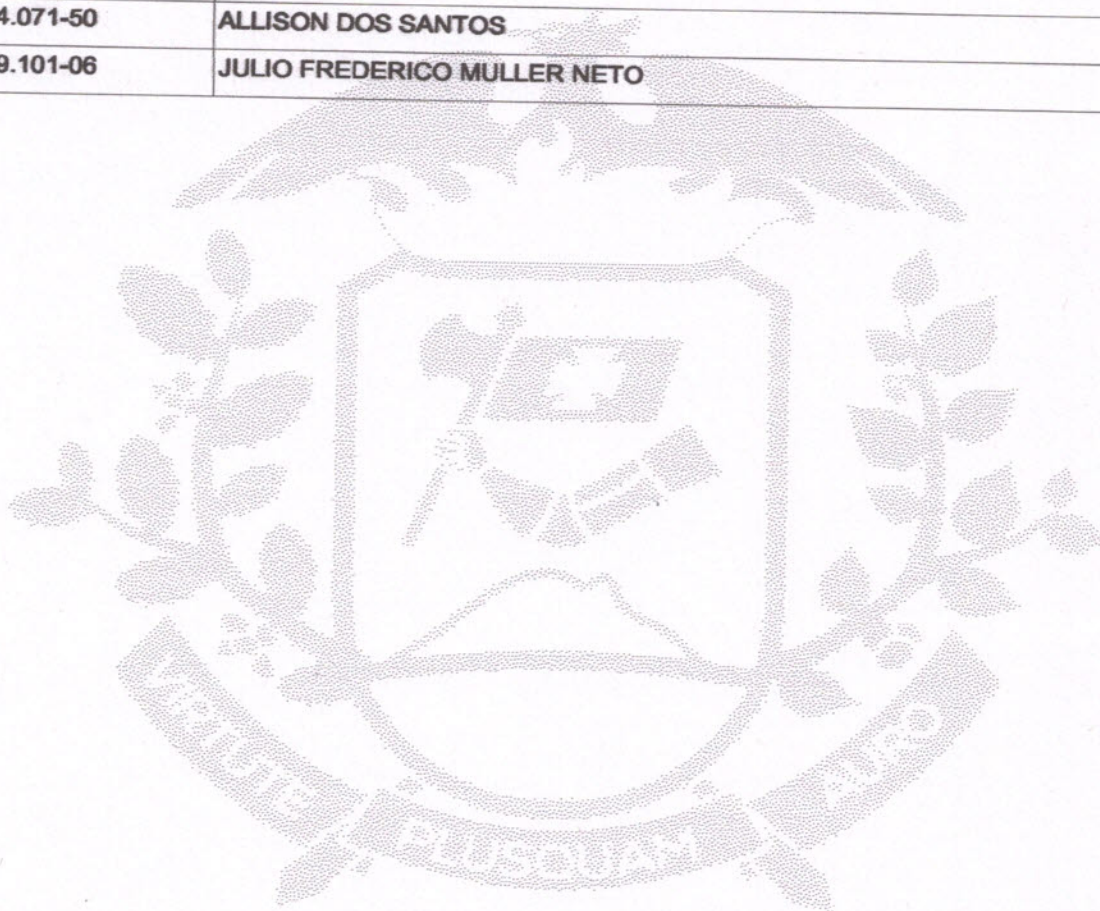 4.071-50 ALLISON DOS SANTOS
9.101-06 JULIO FREDERICO MULLER NETO
VIRTUTE PLUSQUAM AURO